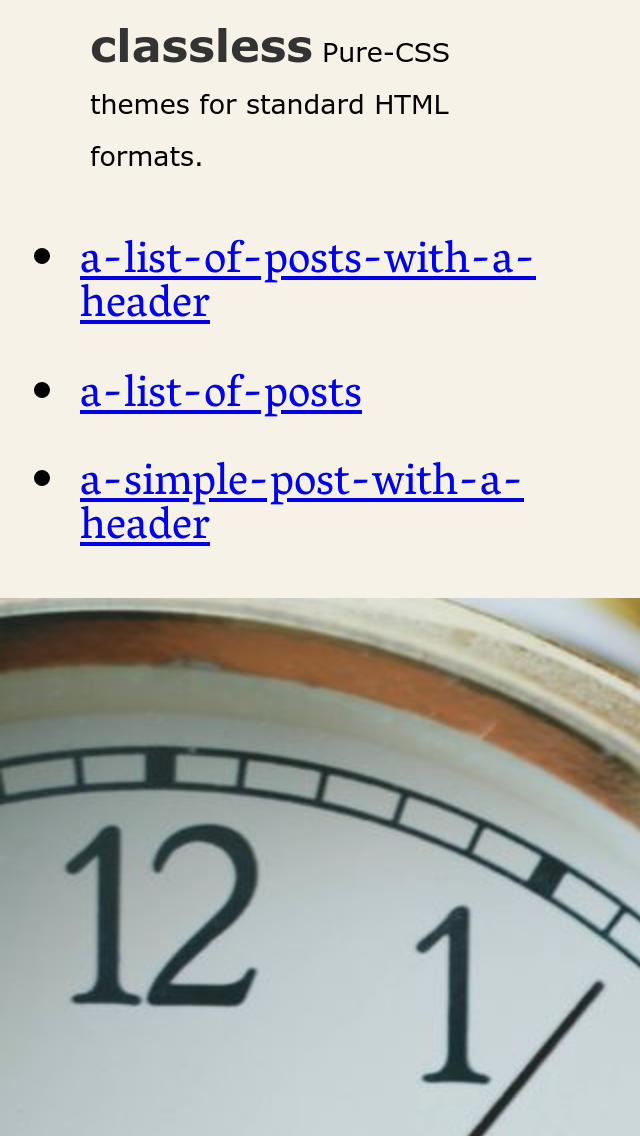 classless Pure-CSS
themes for standard HTML
formats.
a-list-of-posts-with-a-
header
a-list-of-posts
a-simple-post-with-a-
header
12
1